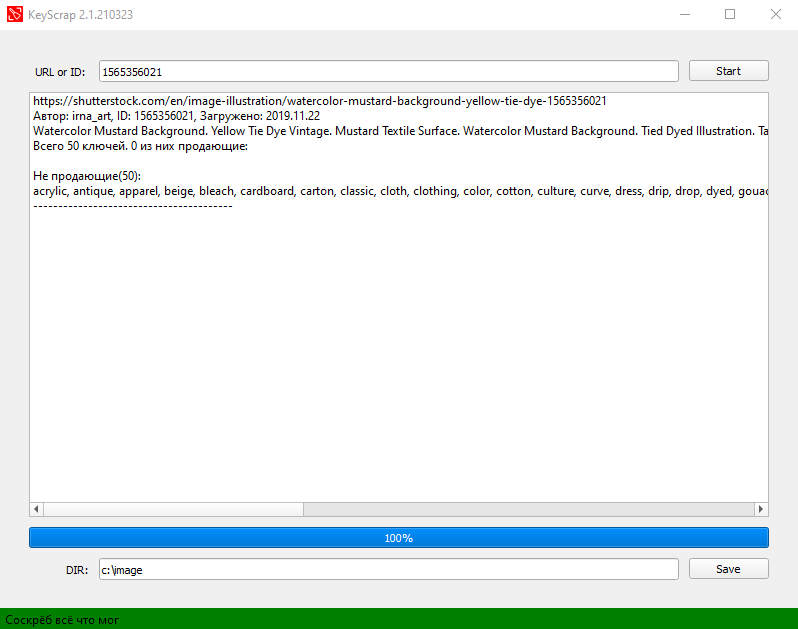 KeyScrap 2.1.210323
URL or ID: 1565356021 Start
https://shutterstock.com/en/image-illustration/watercolor-mustard-background-yellow-tie-dye-1565356021
Автор: irna_art, ID: 1565356021, Загружено: 2019.11.22
Watercolor Mustard Background. Yellow Tie Dye Vintage. Mustard Textile Surface. Watercolor Mustard Background. Tied Dyed Illustration. Ta
Всего 50 ключей. 0 из них продающие:
Не продающие(50):
acrylic, antique, apparel, beige, bleach, cardboard, carton, classic, cloth, clothing, color, cotton, culture, curve, dress, drip, drop, dyed, gouac
----------------------------------------
100%
DIR: c:\image Save
Соскрёб всё что мог